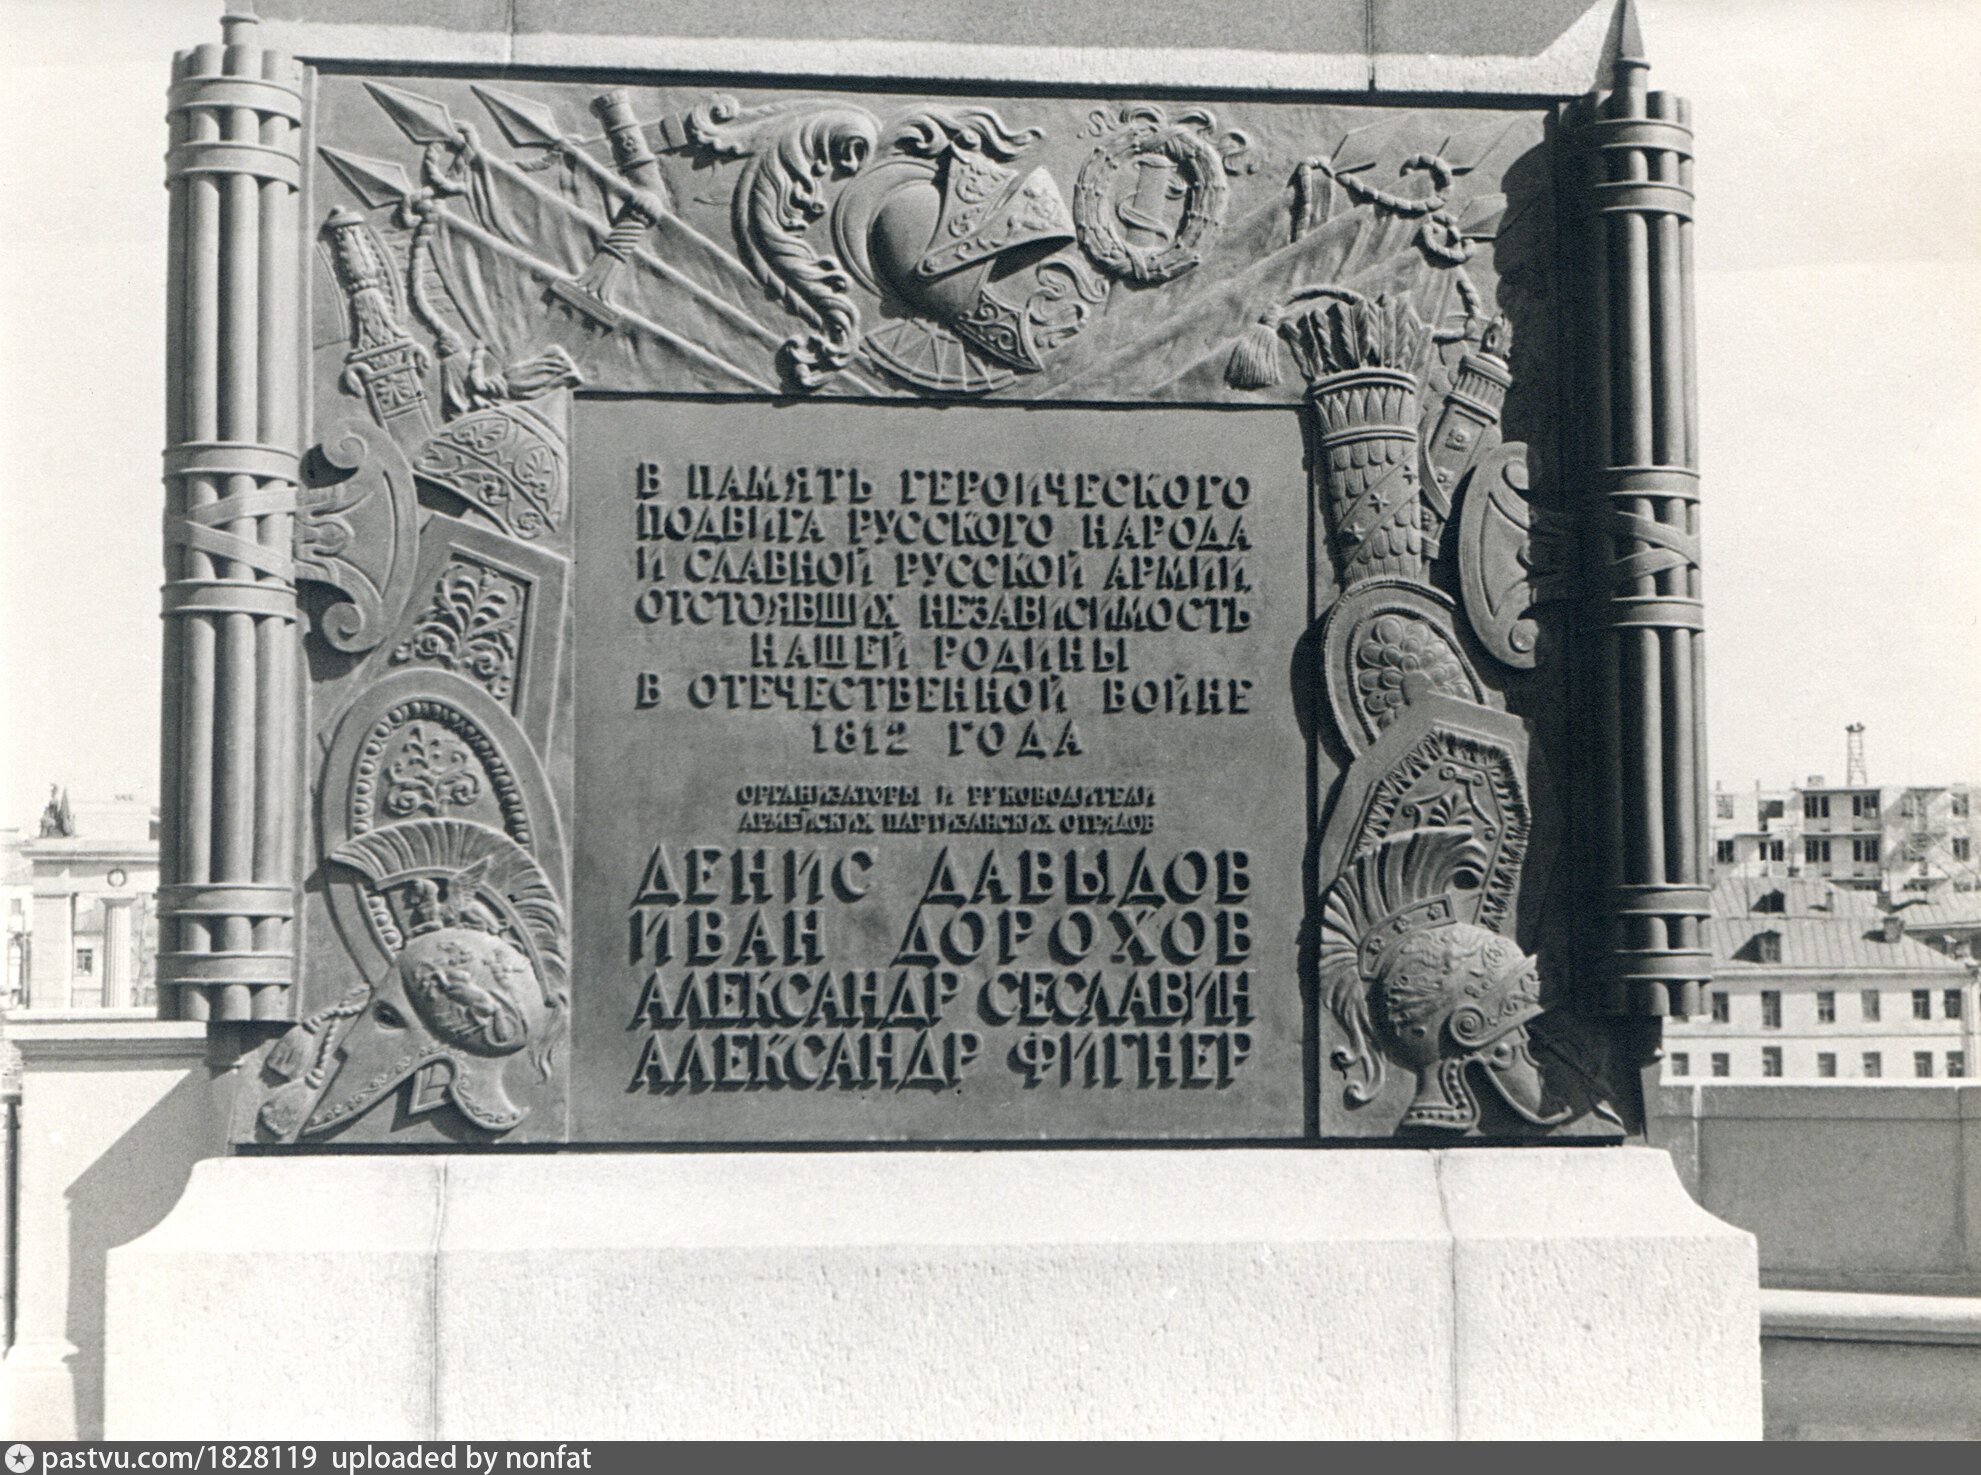 В ПАМЯТЬ ГЕРОИЧЕСКОГО
ПОДВИГА РУССКОГО НАРОДА
И СЛАВНОЙ РУССКОЙ АРМИИ,
ОТСТОЯВШИХ НЕЗАВИСИМОСТЬ
НАШЕЙ РОДИНЫ
В ОТЕЧЕСТВЕННОЙ ВОЙНЕ
1812 ГОДА
ОРГАНИЗАТОРЫ И РУКОВОДИТЕЛИ
АРМЕЙСКИХ ПАРТИЗАНСКИХ ОТРЯДОВ
ДЕНИС ДАВЫДОВ
ИВАН ДОРОХОВ
АЛЕКСАНДР СЕСЛАВИН
АЛЕКСАНДР ФИГНЕР
pastvu.com/1828119 uploaded by nonfat